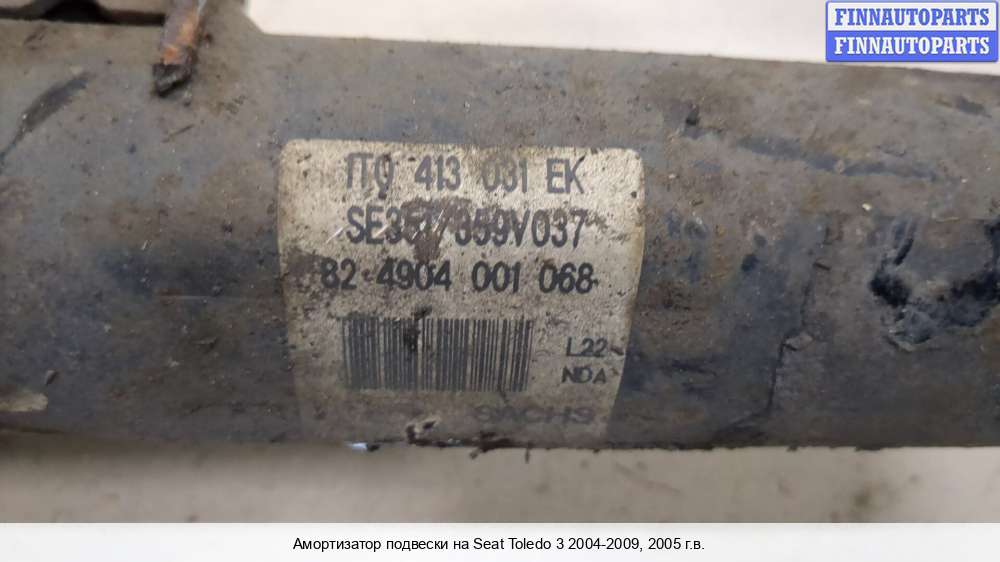 FINNAUTOPARTS
FINNAUTOPARTS
1T0 413 031 EK
82 4904 001 068
L22
NDA
SACHS
Амортизатор подвески на Seat Toledo 3 2004-2009, 2005 г.в.